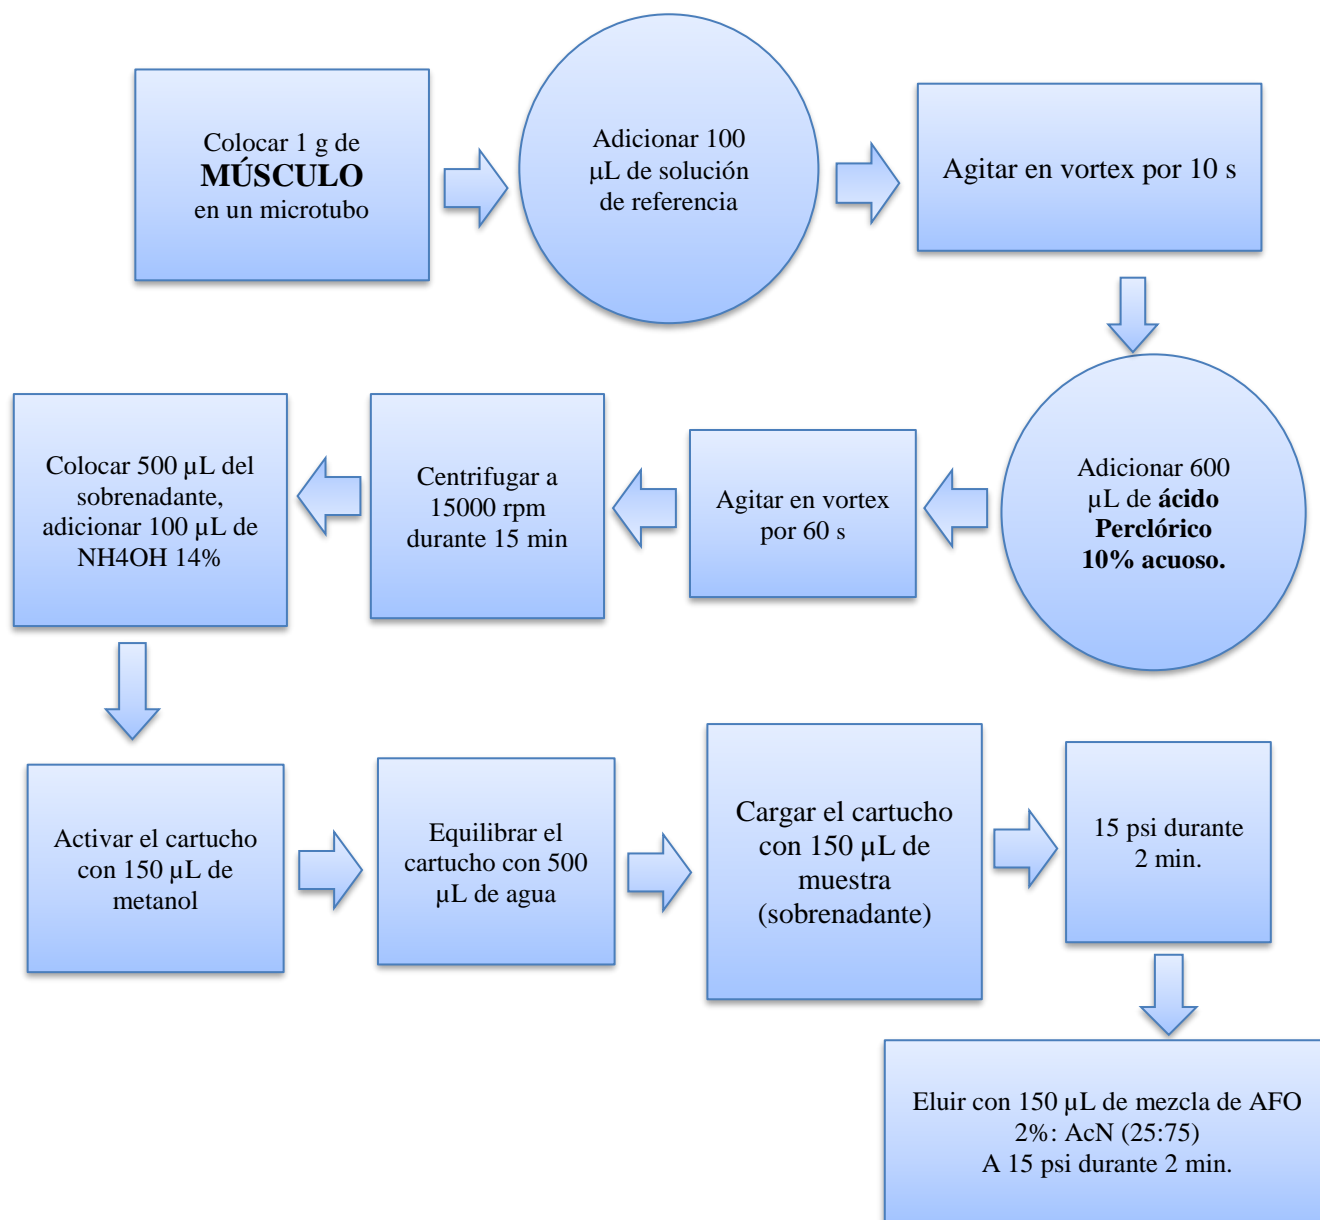 Colocar 1 g de
MÚSCULO
en un microtubo
Adicionar 100
µL de solución
de referencia
Agitar en vortex por 10 s
Adicionar 600
µL de ácido
Perclórico
10% acuoso.
Agitar en vortex
por 60 s
Centrifugar a
15000 rpm
durante 15 min
Colocar 500 µL del
sobrenadante,
adicionar 100 µL de
NH4OH 14%
Activar el cartucho
con 150 µL de
metanol
Equilibrar el
cartucho con 500
µL de agua
Cargar el cartucho
con 150 µL de
muestra
(sobrenadante)
15 psi durante
2 min.
Eluir con 150 µL de mezcla de AFO
2%: AcN (25:75)
A 15 psi durante 2 min.